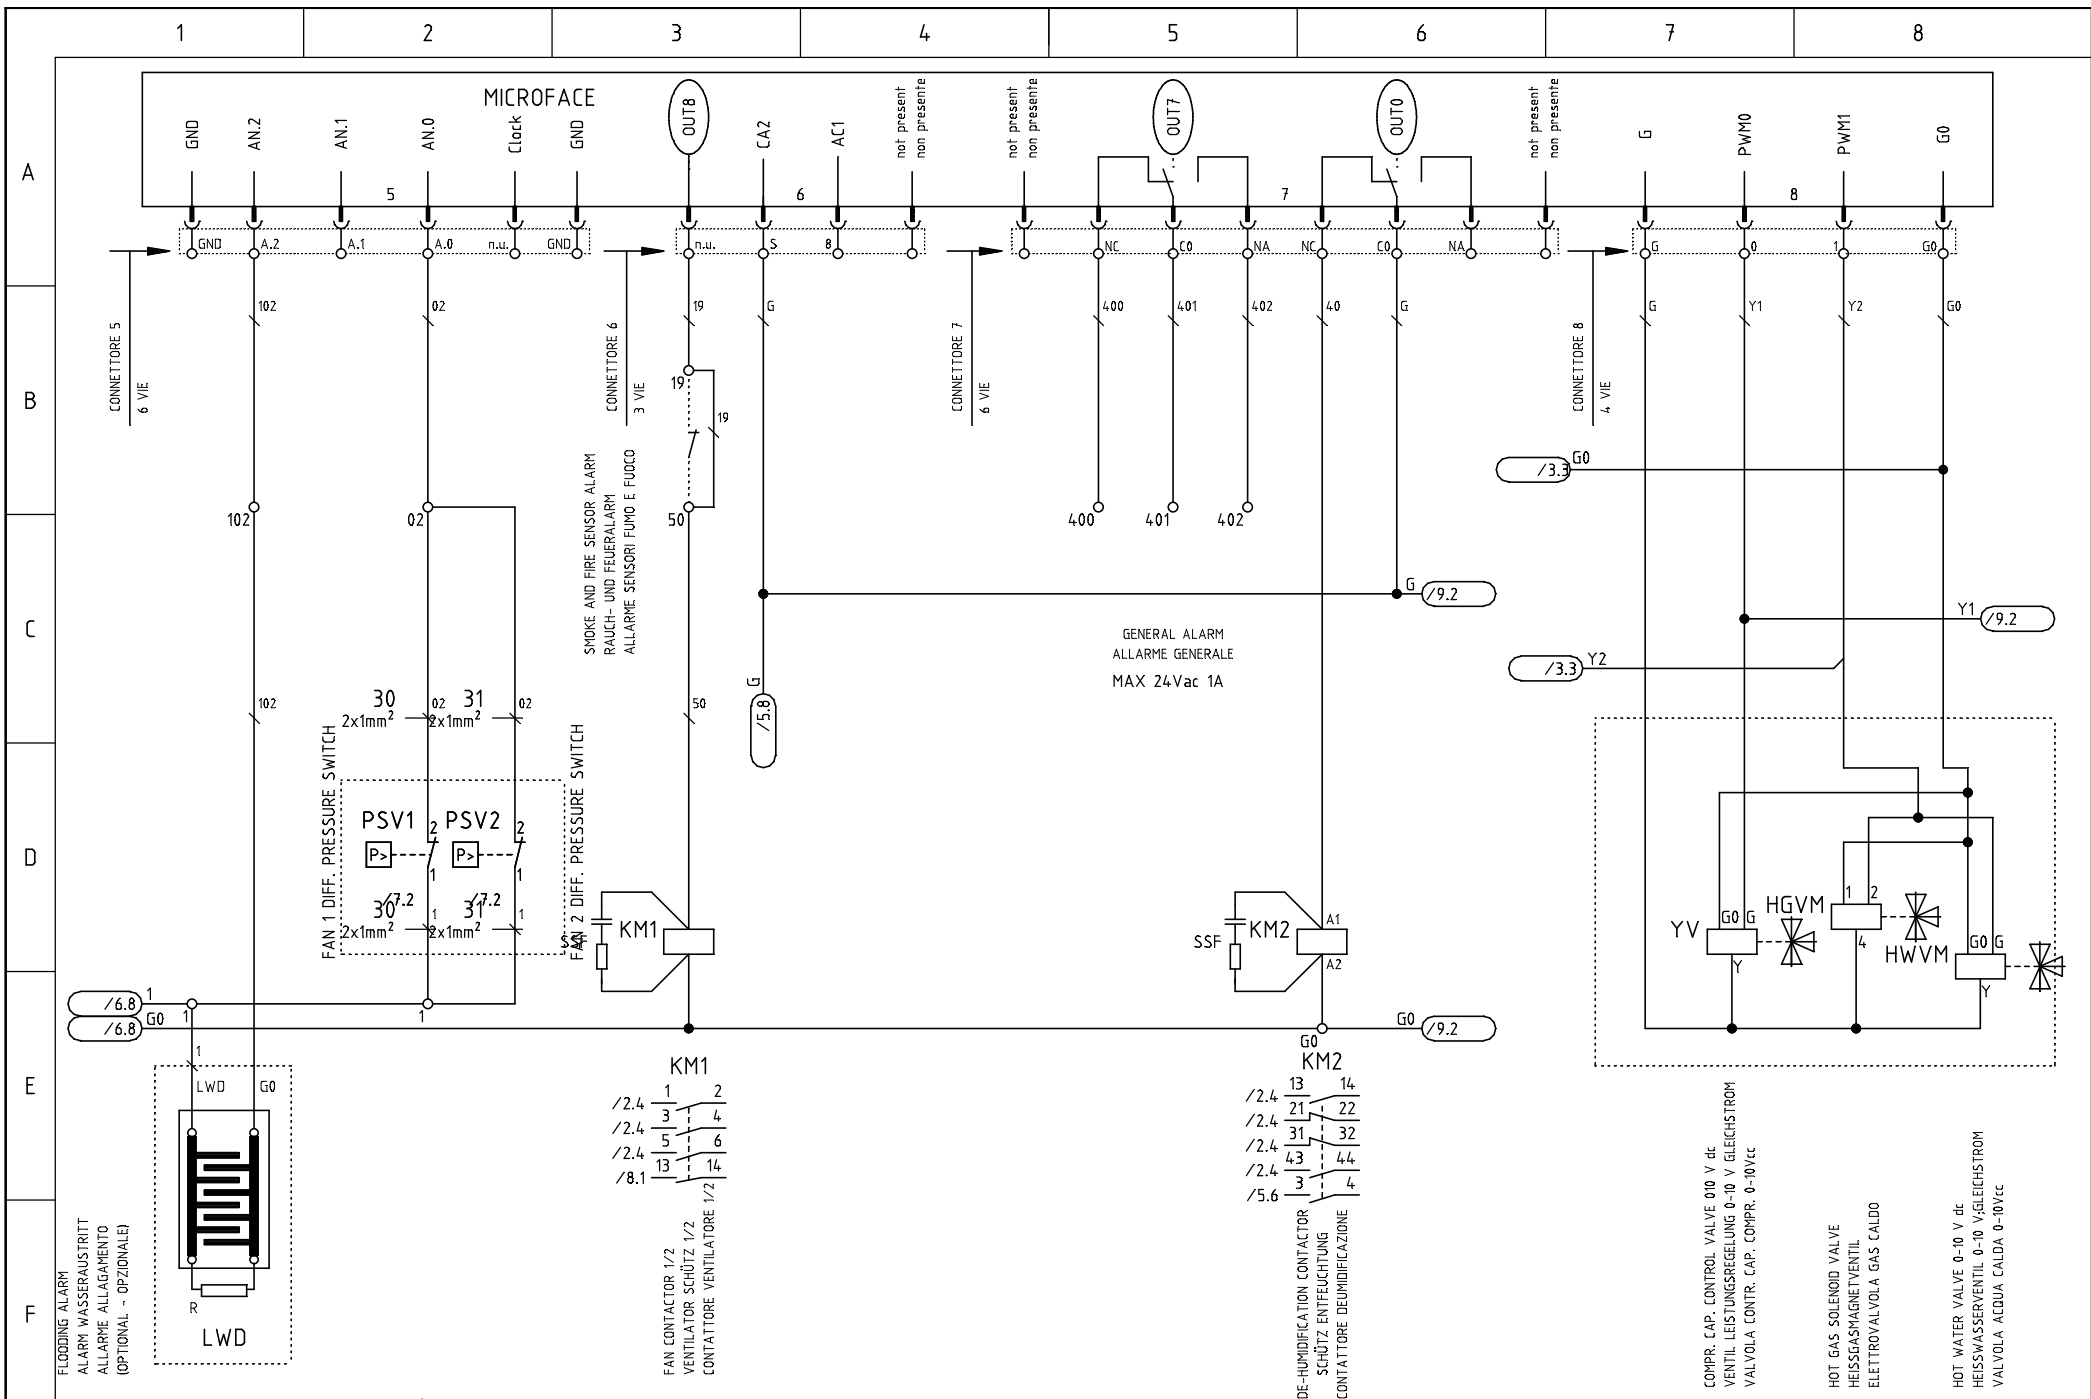 1 2 3 4 5 6 7 8
A
B
C
D
E
F
MICROFACE
GND
AN.2
AN.1
AN.0
Clock
GND
OUT8
CA2
AC1
not present
non presente
not present
non presente
OUT7
OUT0
not present
non presente
G
PWM0
PWM1
G0
5
6
7
8
GND A.2 A.1 A.0 n.u. GND
n.u. S 8
NC C0 NA NC C0 NA
G 0 1 G0
CONNETTORE 5
6 VIE
CONNETTORE 6
3 VIE
CONNETTORE 7
6 VIE
CONNETTORE 8
4 VIE
102 02 19 G 400 401 402 40 G G Y1 Y2 G0
19
19
SMOKE AND FIRE SENSOR ALARM
RAUCH- UND FEUERALARM
ALLARME SENSORI FUMO E FUOCO
/3.3 G0
102 02 50 400 401 402
G /9.2
Y1 /9.2
GENERAL ALARM
ALLARME GENERALE
MAX 24Vac 1A
/3.3 Y2
G
/5.8
102
30
2x1mm²
02
31
2x1mm²
02
50
FAN 1 DIFF. PRESSURE SWITCH
FAN 2 DIFF. PRESSURE SWITCH
PSV1 2
P>
1
/7.2
PSV2 2
P>
1
/7.2
30
2x1mm²
1
31
2x1mm²
1
SSF
KM1
SSF
KM2
A1
A2
YV
G0 G
Y
HGVM
1 2
4
HWVM
G0 G
Y
/6.8 1
/6.8 G0
1
1
G0
G0 /9.2
1
LWD G0
R
LWD
FLOODING ALARM
ALARM WASSERAUSTRITT
ALLARME ALLAGAMENTO
(OPTIONAL - OPZIONALE)
KM1
/2.4 1 2
/2.4 3 4
/2.4 5 6
/8.1 13 14
FAN CONTACTOR 1/2
VENTILATOR SCHÜTZ 1/2
CONTATTORE VENTILATORE 1/2
KM2
/2.4 13 14
/2.4 21 22
/2.4 31 32
/2.4 43 44
/5.6 3 4
DE-HUMIDIFICATION CONTACTOR
SCHÜTZ ENTFEUCHTUNG
CONTATTORE DEUMIDIFICAZIONE
COMPR. CAP. CONTROL VALVE 010 V dc
VENTIL LEISTUNGSREGELUNG 0-10 V GLEICHSTROM
VALVOLA CONTR. CAP. COMPR. 0-10Vcc
HOT GAS SOLENOID VALVE
HEISSGASMAGNETVENTIL
ELETTROVALVOLA GAS CALDO
HOT WATER VALVE 0-10 V dc
HEISSWASSERVENTIL 0-10 V;GLEICHSTROM
VALVOLA ACQUA CALDA 0-10Vcc